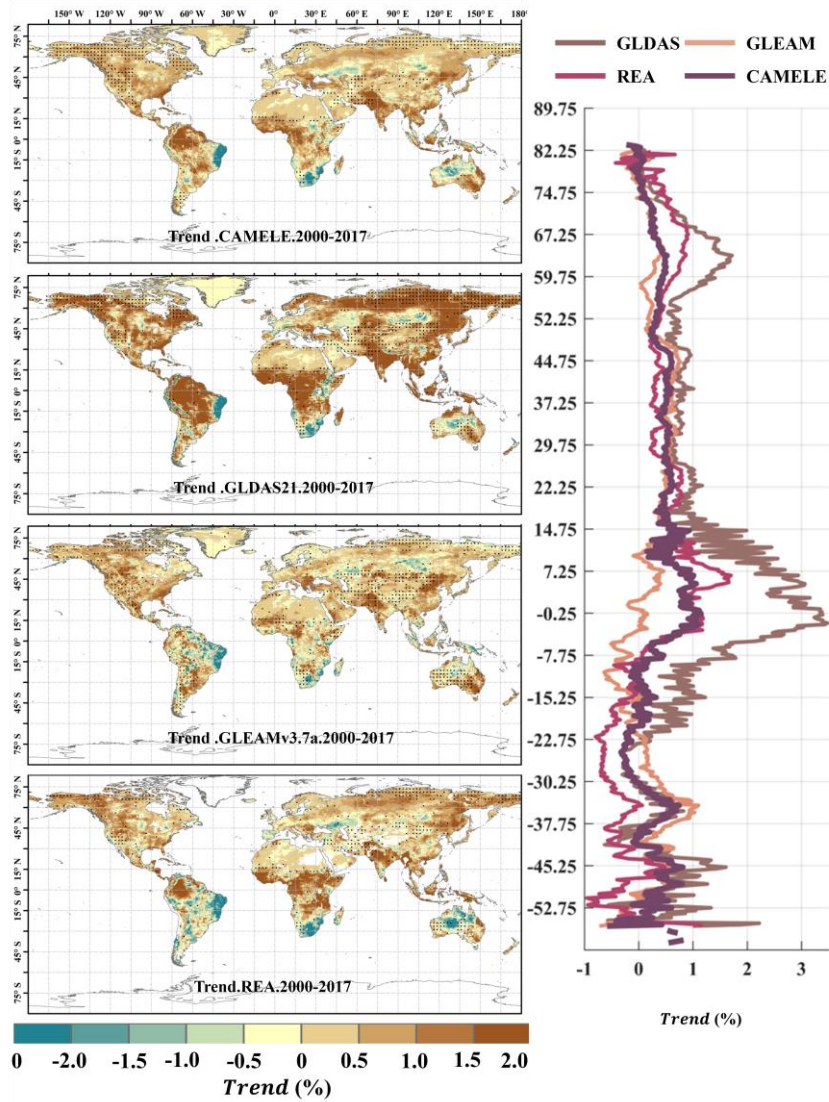 150° W 120° W 90° W 60° W 30° W 0° 30° E 60° E 90° E 120° E 150° E 180°
75° N
45° N
15° N
0°
15° S
45° S
75° S
Trend .CAMELE.2000-2017
75° N
45° N
15° N
0°
15° S
45° S
75° S
Trend .GLDAS21.2000-2017
75° N
45° N
15° N
0°
15° S
45° S
75° S
Trend .GLEAMv3.7a.2000-2017
75° N
45° N
15° N
0°
15° S
45° S
75° S
Trend.REA.2000-2017
0 -2.0 -1.5 -1.0 -0.5 0 0.5 1.0 1.5 2.0
Trend (%)
GLDAS GLEAM
REA CAMELE
89.75
82.25
74.75
67.25
59.75
52.25
44.75
37.25
29.75
22.25
14.75
7.25
-0.25
-7.75
-15.25
-22.75
-30.25
-37.75
-45.25
-52.75
-1 0 1 2 3
Trend (%)